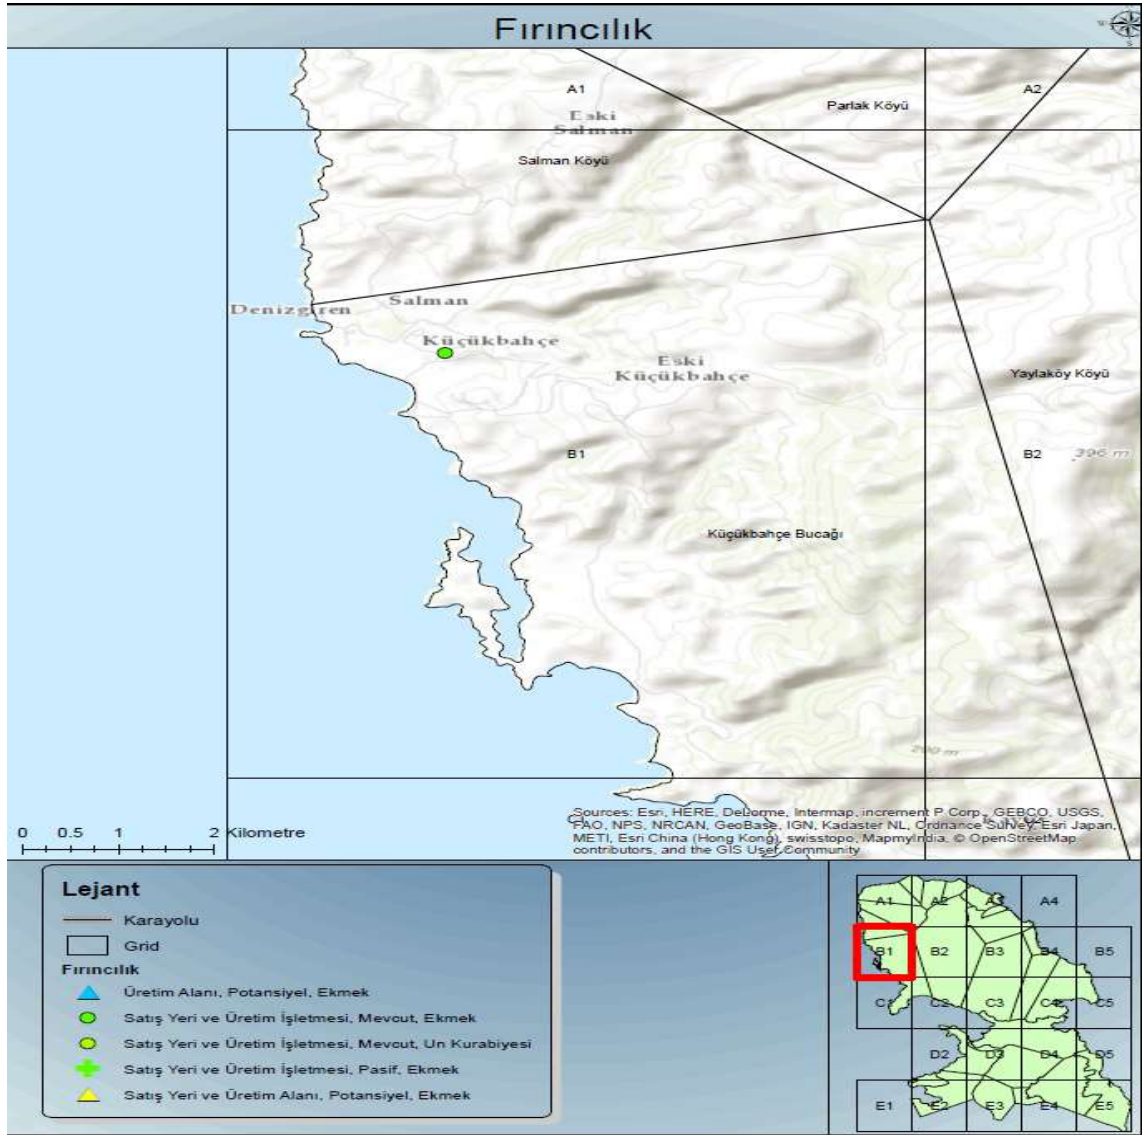 Fırıncılık
A1
A2
Eski
Salman
Parlak Köyü
Salman Köyü
Salman
Denizgiren
Küçükbahçe
Eski
Küçükbahçe
Yaylaköy Köyü
B1
B2
396 m
Küçükbahçe Bucağı
200 m
Sources: Esri, HERE, DeLorme, Intermap, increment P Corp., GEBCO, USGS,
FAO, NPS, NRCAN, GeoBase, IGN, Kadaster NL, Ordnance Survey, Esri Japan,
METI, Esri China (Hong Kong), swisstopo, MapmyIndia, © OpenStreetMap
contributors, and the GIS User Community
0 0.5 1 2 Kilometre
Lejant
Karayolu
Grid
Fırıncılık
Üretim Alanı, Potansiyel, Ekmek
Satış Yeri ve Üretim İşletmesi, Mevcut, Ekmek
Satış Yeri ve Üretim İşletmesi, Mevcut, Un Kurabiyesi
Satış Yeri ve Üretim İşletmesi, Pasif, Ekmek
Satış Yeri ve Üretim Alanı, Potansiyel, Ekmek
A1 A2 A3 A4
B1 B2 B3 B4 B5
C1 C2 C3 C4 C5
D2 D3 D4 D5
E1 E2 E3 E4 E5